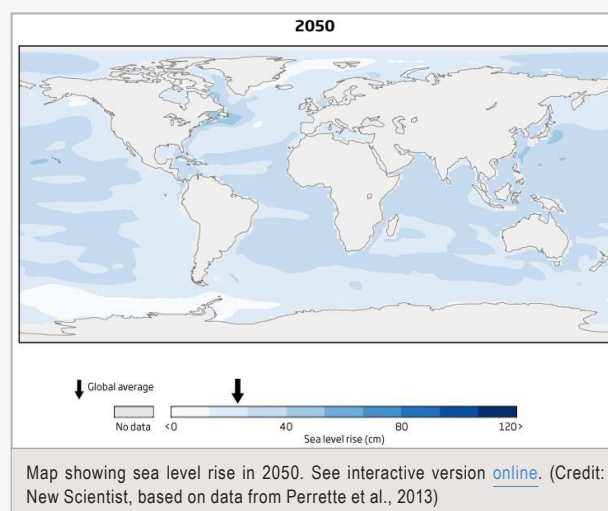 2050
Global average
No data
<0 40 80 120>
Sea level rise (cm)
Map showing sea level rise in 2050. See interactive version online. (Credit:
New Scientist, based on data from Perrette et al., 2013)